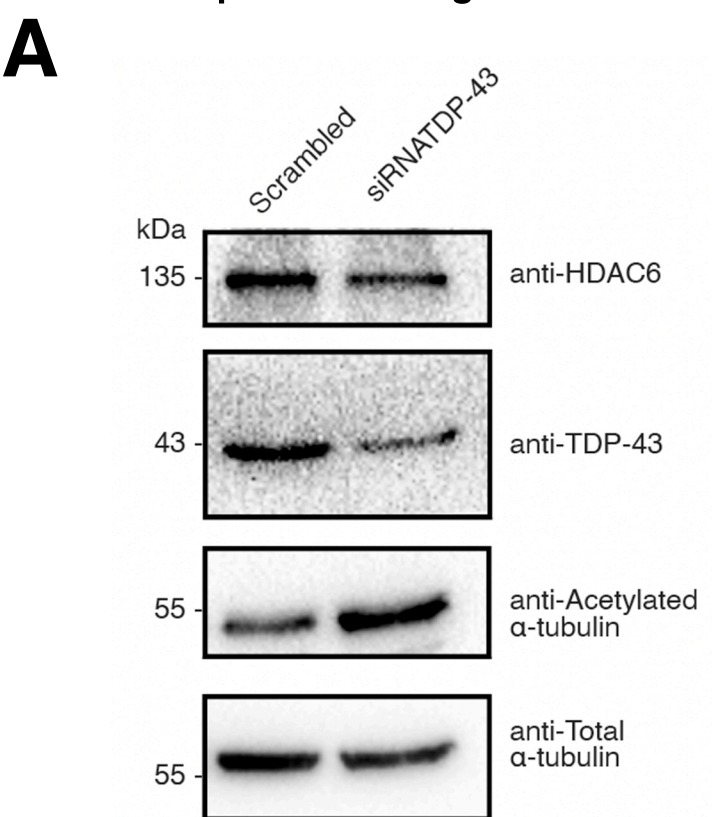 A
Scrambled
siRNATDP-43
kDa
135
anti-HDAC6
43
anti-TDP-43
55
anti-Acetylated
α-tubulin
anti-Total
α-tubulin
55